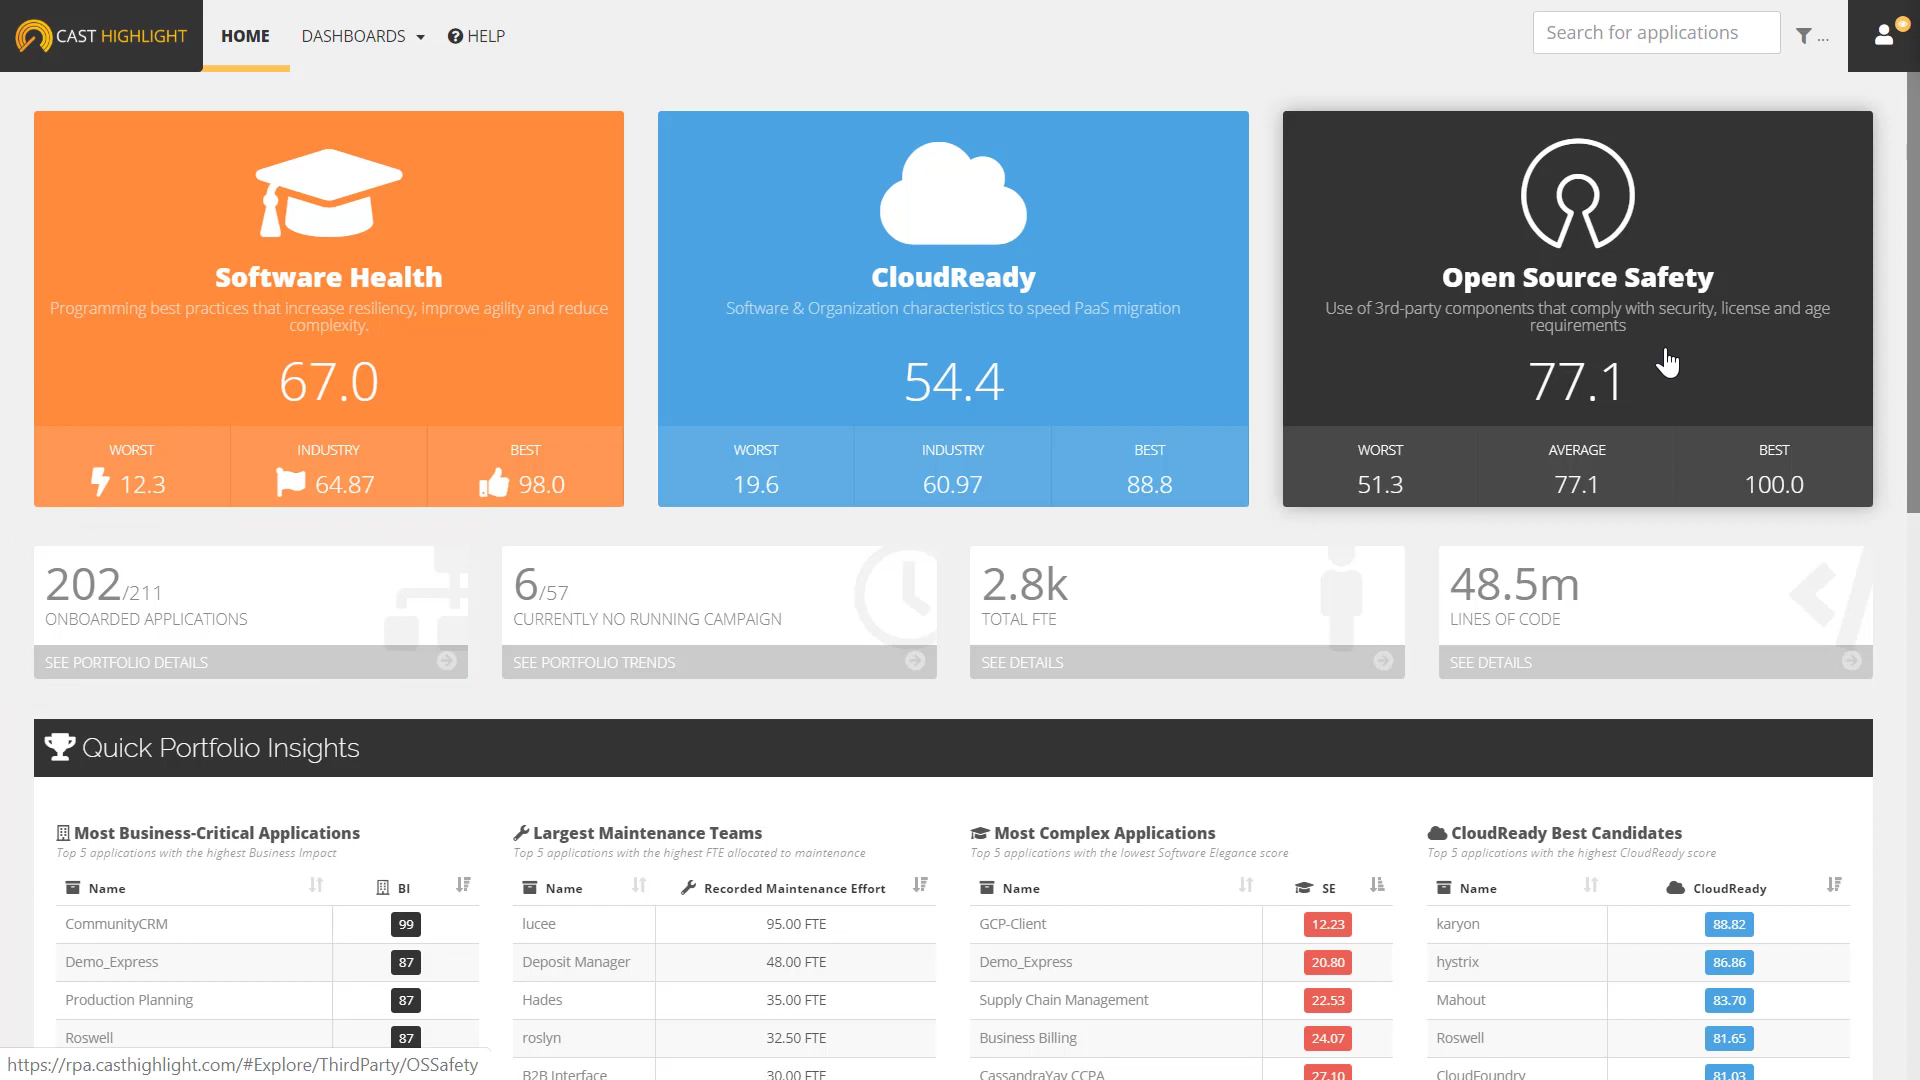 CAST HIGHLIGHT
HOME
DASHBOARDS
HELP
Search for applications
...
Software Health
Programming best practices that increase resiliency, improve agility and reduce
complexity.
67.0
WORST
12.3
INDUSTRY
64.87
BEST
98.0
CloudReady
Software & Organization characteristics to speed PaaS migration
54.4
WORST
19.6
INDUSTRY
60.97
BEST
88.8
Open Source Safety
Use of 3rd-party components that comply with security, license and age
requirements
77.1
WORST
51.3
AVERAGE
77.1
BEST
100.0
202/211
ONBOARDED APPLICATIONS
SEE PORTFOLIO DETAILS
6/57
CURRENTLY NO RUNNING CAMPAIGN
SEE PORTFOLIO TRENDS
2.8k
TOTAL FTE
SEE DETAILS
48.5m
LINES OF CODE
SEE DETAILS
Quick Portfolio Insights
Most Business-Critical Applications
Top 5 applications with the highest Business Impact
Name BI
CommunityCRM 99
Demo_Express 87
Production Planning 87
Roswell 87
Largest Maintenance Teams
Top 5 applications with the highest FTE allocated to maintenance
Name Recorded Maintenance Effort
lucee 95.00 FTE
Deposit Manager 48.00 FTE
Hades 35.00 FTE
roslyn 32.50 FTE
B2B Interface 30.00 FTE
Most Complex Applications
Top 5 applications with the lowest Software Elegance score
Name SE
GCP-Client 12.23
Demo_Express 20.80
Supply Chain Management 22.53
Business Billing 24.07
CassandraYay CCPA 27.10
CloudReady Best Candidates
Top 5 applications with the highest CloudReady score
Name CloudReady
karyon 88.82
hystrix 86.86
Mahout 83.70
Roswell 81.65
CloudFoundry 81.03
https://rpa.casthighlight.com/#Explore/ThirdParty/OSSafety